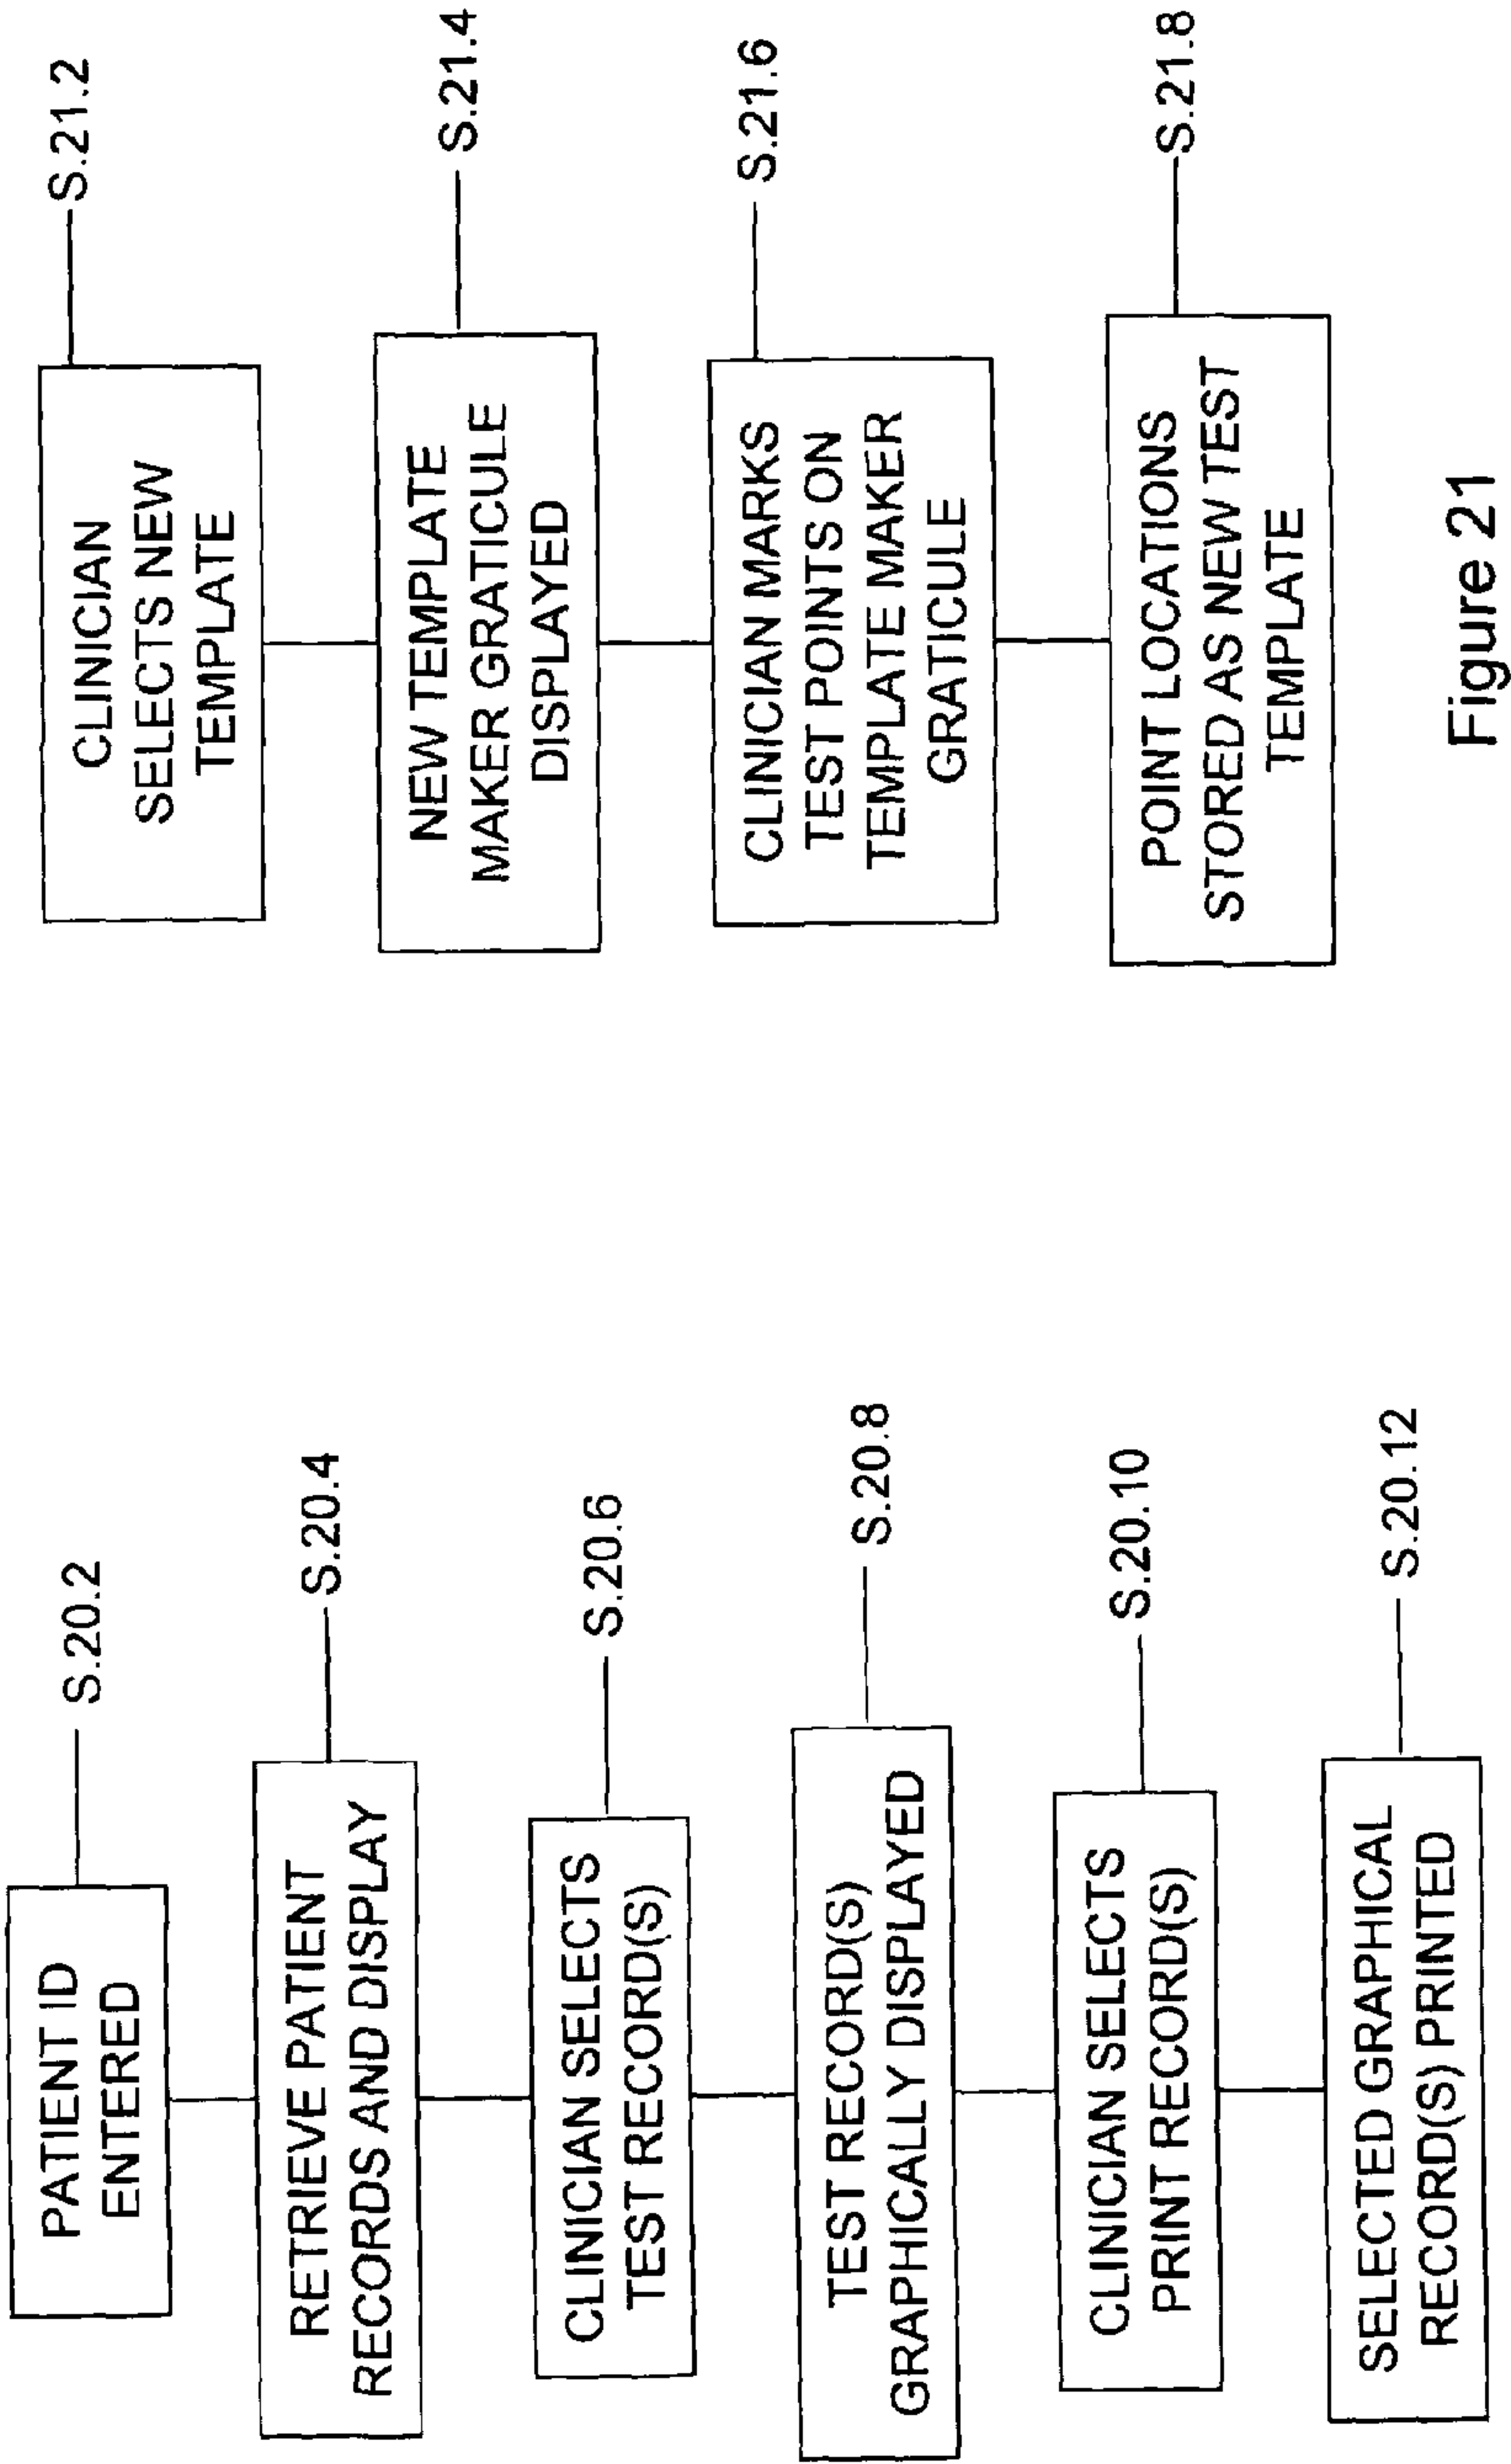 PATIENT ID
ENTERED
S.20.2
RETRIEVE PATIENT
RECORDS AND DISPLAY
S.20.4
CLINICIAN SELECTS
TEST RECORD(S)
S.20.6
TEST RECORD(S)
GRAPHICALLY DISPLAYED
S.20.8
CLINICIAN SELECTS
PRINT RECORD(S)
S.20.10
SELECTED GRAPHICAL
RECORD(S) PRINTED
S.20.12
CLINICIAN
SELECTS NEW
TEMPLATE
S.21.2
NEW TEMPLATE
MAKER GRATICULE
DISPLAYED
S.21.4
CLINICIAN MARKS
TEST POINTS ON
TEMPLATE MAKER
GRATICULE
S.21.6
POINT LOCATIONS
STORED AS NEW TEST
TEMPLATE
S.21.8
Figure 21